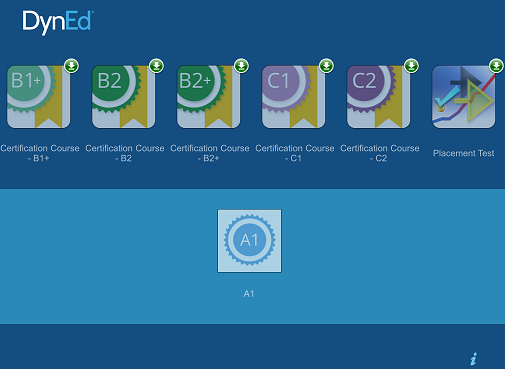 DynEd
B1+
B2
B2+
C1
C2
Certification Course - B1+
Certification Course - B2
Certification Course - B2+
Certification Course - C1
Certification Course - C2
Placement Test
A1
A1
i